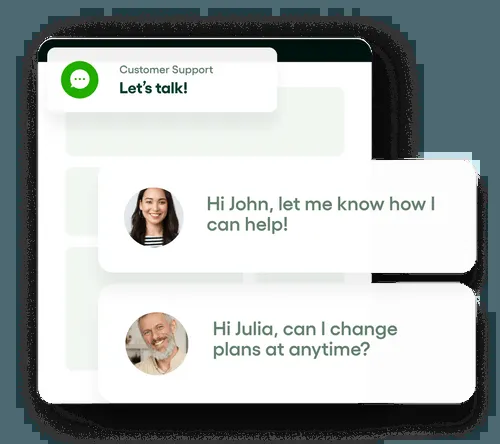 Customer Support
Let's talk!
Hi John, let me know how I
can help!
Hi Julia, can I change
plans at anytime?